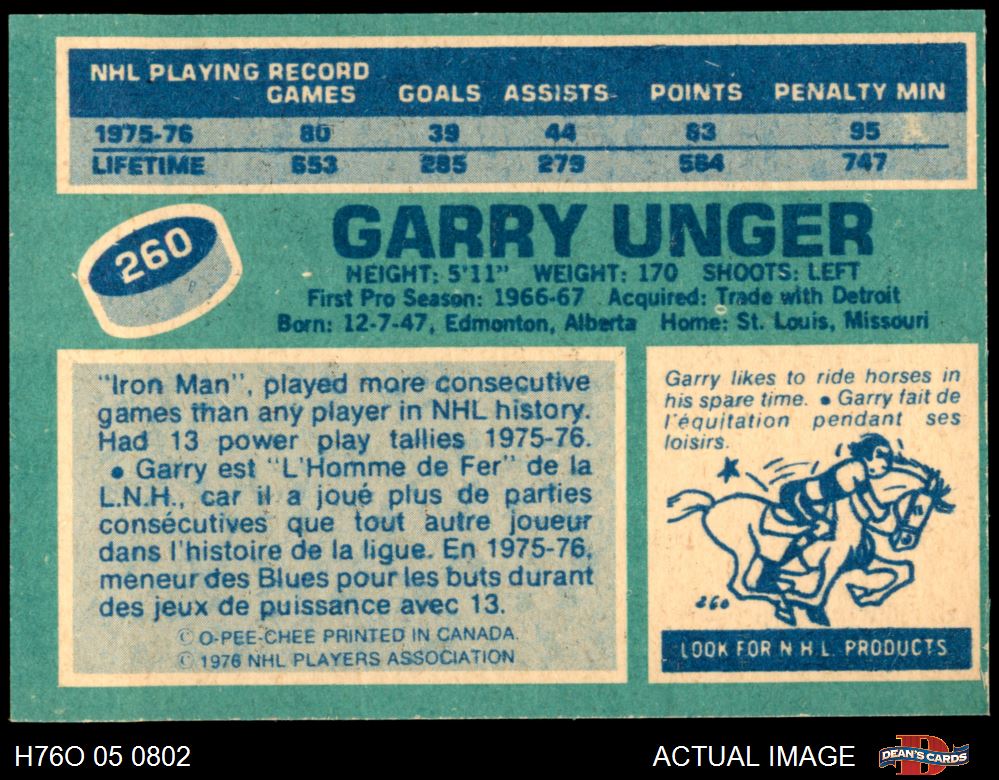 NHL PLAYING RECORD
GAMES GOALS ASSISTS POINTS PENALTY MIN
1975-76 80 39 44 83 95
LIFETIME 653 285 279 564 747
260
GARRY UNGER
HEIGHT: 5'11" WEIGHT: 170 SHOOTS: LEFT
First Pro Season: 1966-67 Acquired: Trade with Detroit
Born: 12-7-47, Edmonton, Alberta Home: St. Louis, Missouri
"Iron Man", played more consecutive
games than any player in NHL history.
Had 13 power play tallies 1975-76.
• Garry est "L'Homme de Fer" de la
L.N.H., car il a joué plus de parties
consécutives que tout autre joueur
dans l'histoire de la ligue. En 1975-76,
meneur des Blues pour les buts durant
des jeux de puissance avec 13.
© O-PEE-CHEE PRINTED IN CANADA.
© 1976 NHL PLAYERS ASSOCIATION
Garry likes to ride horses in
his spare time. • Garry fait de
l'équitation pendant ses
loisirs.
260
LOOK FOR N H L PRODUCTS
H76O 05 0802
ACTUAL IMAGE
DEAN'S CARDS